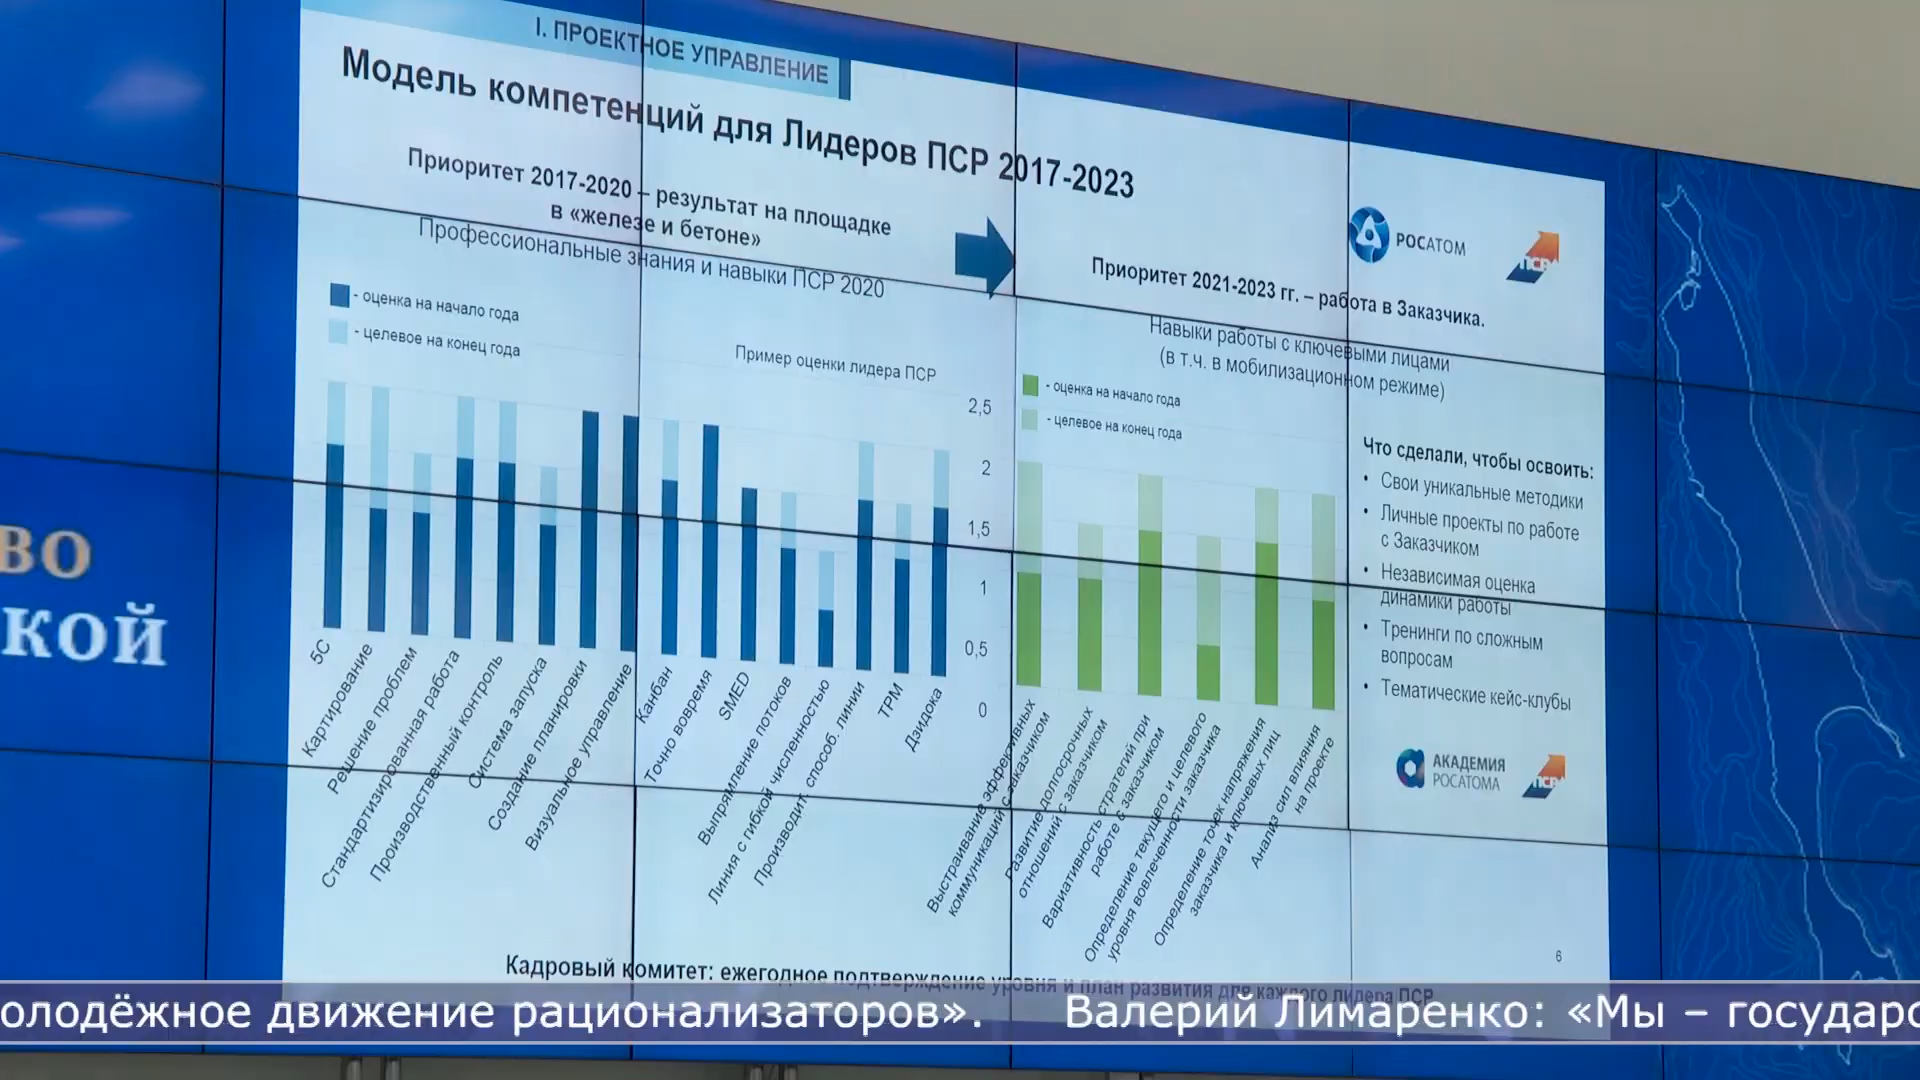 I. ПРОЕКТНОЕ УПРАВЛЕНИЕ
Модель компетенций для Лидеров ПСР 2017-2023
Приоритет 2017-2020 – результат на площадке
в «железе и бетоне»
Профессиональные знания и навыки ПСР 2020
- оценка на начало года
- целевое на конец года
Пример оценки лидера ПСР
5С
Картирование
Решение проблем
Стандартизированная работа
Производственный контроль
Система запуска
Создание планировки
Визуальное управление
Канбан
Точно вовремя
SMED
Выпрямление потоков
Линия с гибкой численностью
Производит. способ. линии
ТРМ
Дзидока
2,5
2
1,5
1
0,5
0
Приоритет 2021-2023 гг. – работа в Заказчика.
Навыки работы с ключевыми лицами
(в т.ч. в мобилизационном режиме)
- оценка на начало года
- целевое на конец года
Выстраивание эффективных
коммуникаций с заказчиком
Развитие долгосрочных
отношений с заказчиком
Вариативность стратегий при
работе с заказчиком
Определение текущего и целевого
уровня вовлеченности заказчика
Определение точек напряжения
заказчика и ключевых лиц
Анализ сил влияния
на проекте
РОСАТОМ
ПСР
Что сделали, чтобы освоить:
• Свои уникальные методики
• Личные проекты по работе
с Заказчиком
• Независимая оценка
динамики работы
• Тренинги по сложным
вопросам
• Тематические кейс-клубы
АКАДЕМИЯ
РОСАТОМА
ПСР
6
Кадровый комитет: ежегодное подтверждение уровня и план развития для каждого лидера ПСР
во
кой
олодёжное движение рационализаторов». Валерий Лимаренко: «Мы – государс